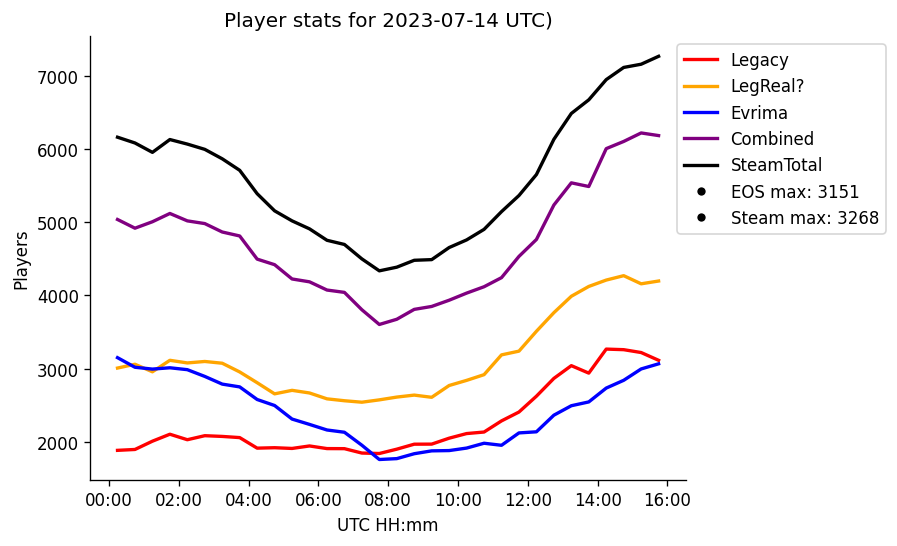 Player stats for 2023-07-14 UTC)
Legacy
LegReal?
Evrima
Combined
SteamTotal
EOS max: 3151
Steam max: 3268
Players
7000
6000
5000
4000
3000
2000
00:00 02:00 04:00 06:00 08:00 10:00 12:00 14:00 16:00
UTC HH:mm